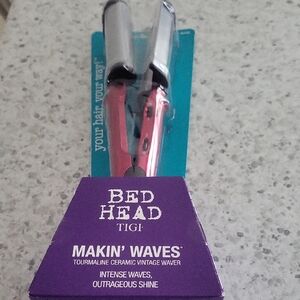 your hair. your way!
BED
HEAD
TIGI
MAKIN' WAVES
TOURMALINE CERAMIC VINTAGE WAVER
INTENSE WAVES,
OUTRAGEOUS SHINE